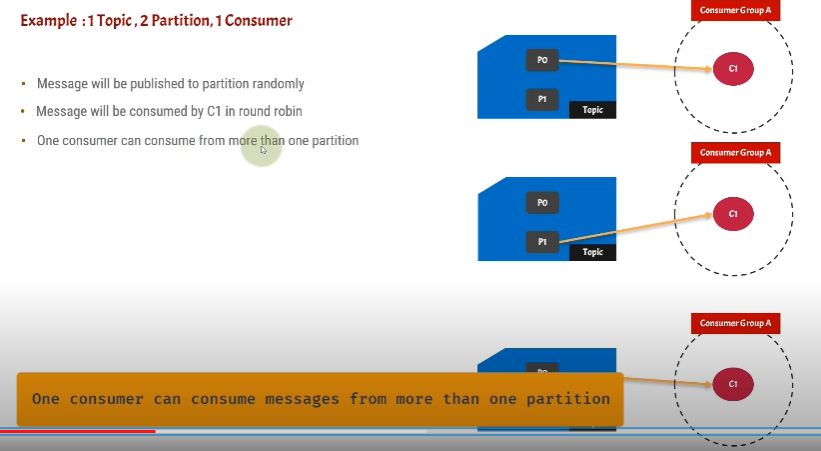 Example : 1 Topic , 2 Partition, 1 Consumer
Message will be published to partition randomly
Message will be consumed by C1 in round robin
One consumer can consume from more than one partition
Consumer Group A
P0
C1
P1
Topic
Consumer Group A
P0
C1
P1
Topic
Consumer Group A
C1
One consumer can consume messages from more than one partition